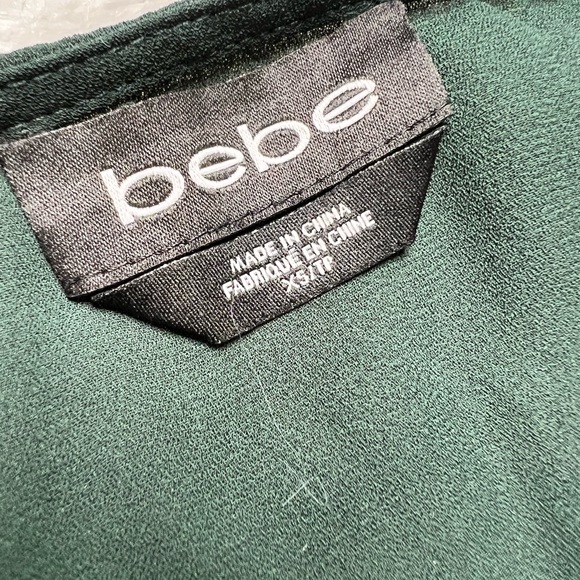 bebe
MADE IN CHINA
FABRIQUE EN CHINE
XS/TP